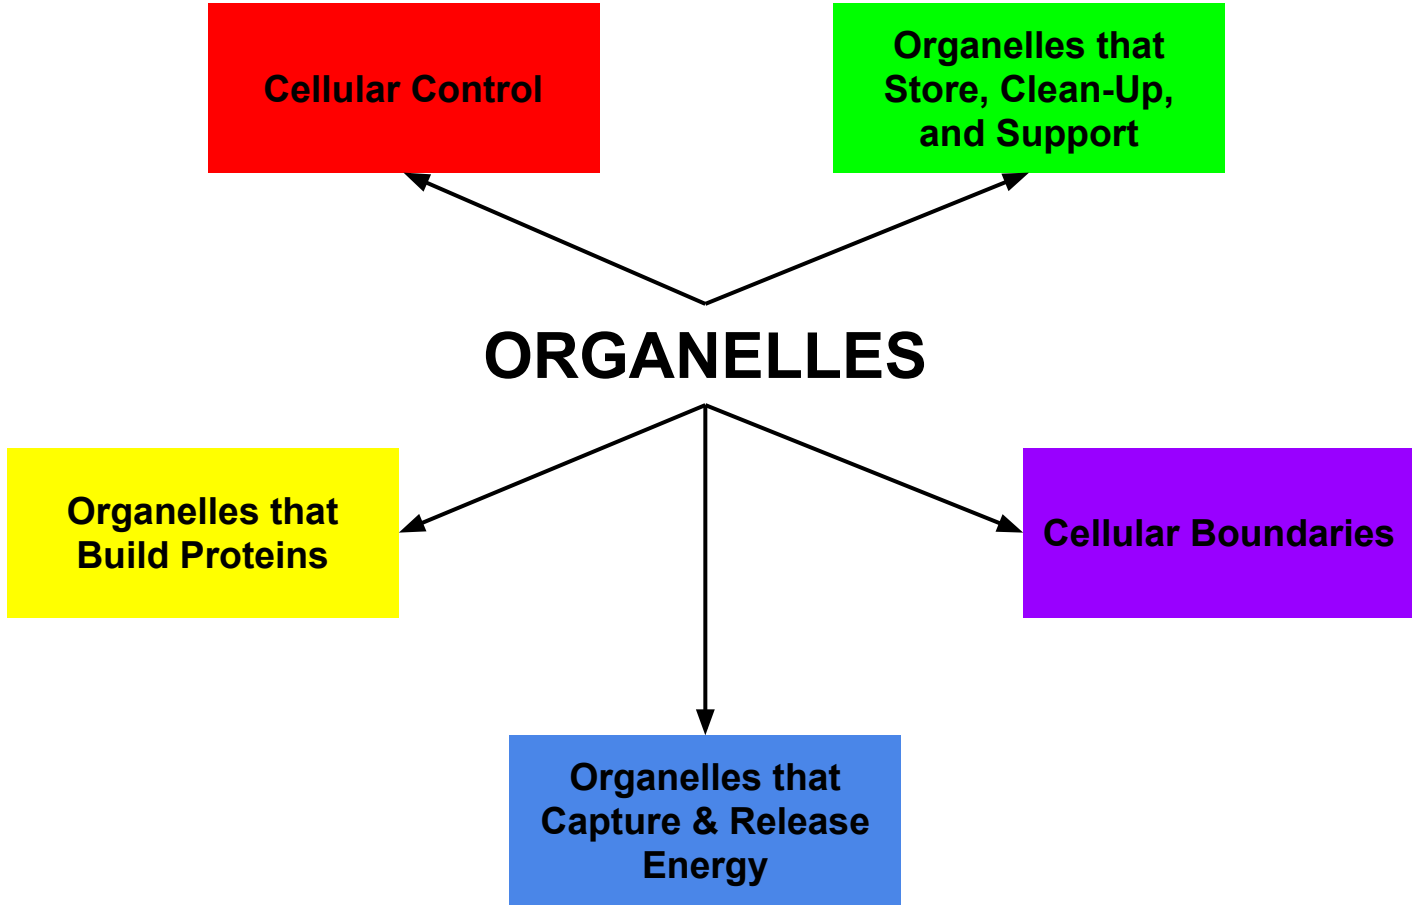 Cellular Control
Organelles that
Store, Clean-Up,
and Support
ORGANELLES
Organelles that
Build Proteins
Cellular Boundaries
Organelles that
Capture & Release
Energy